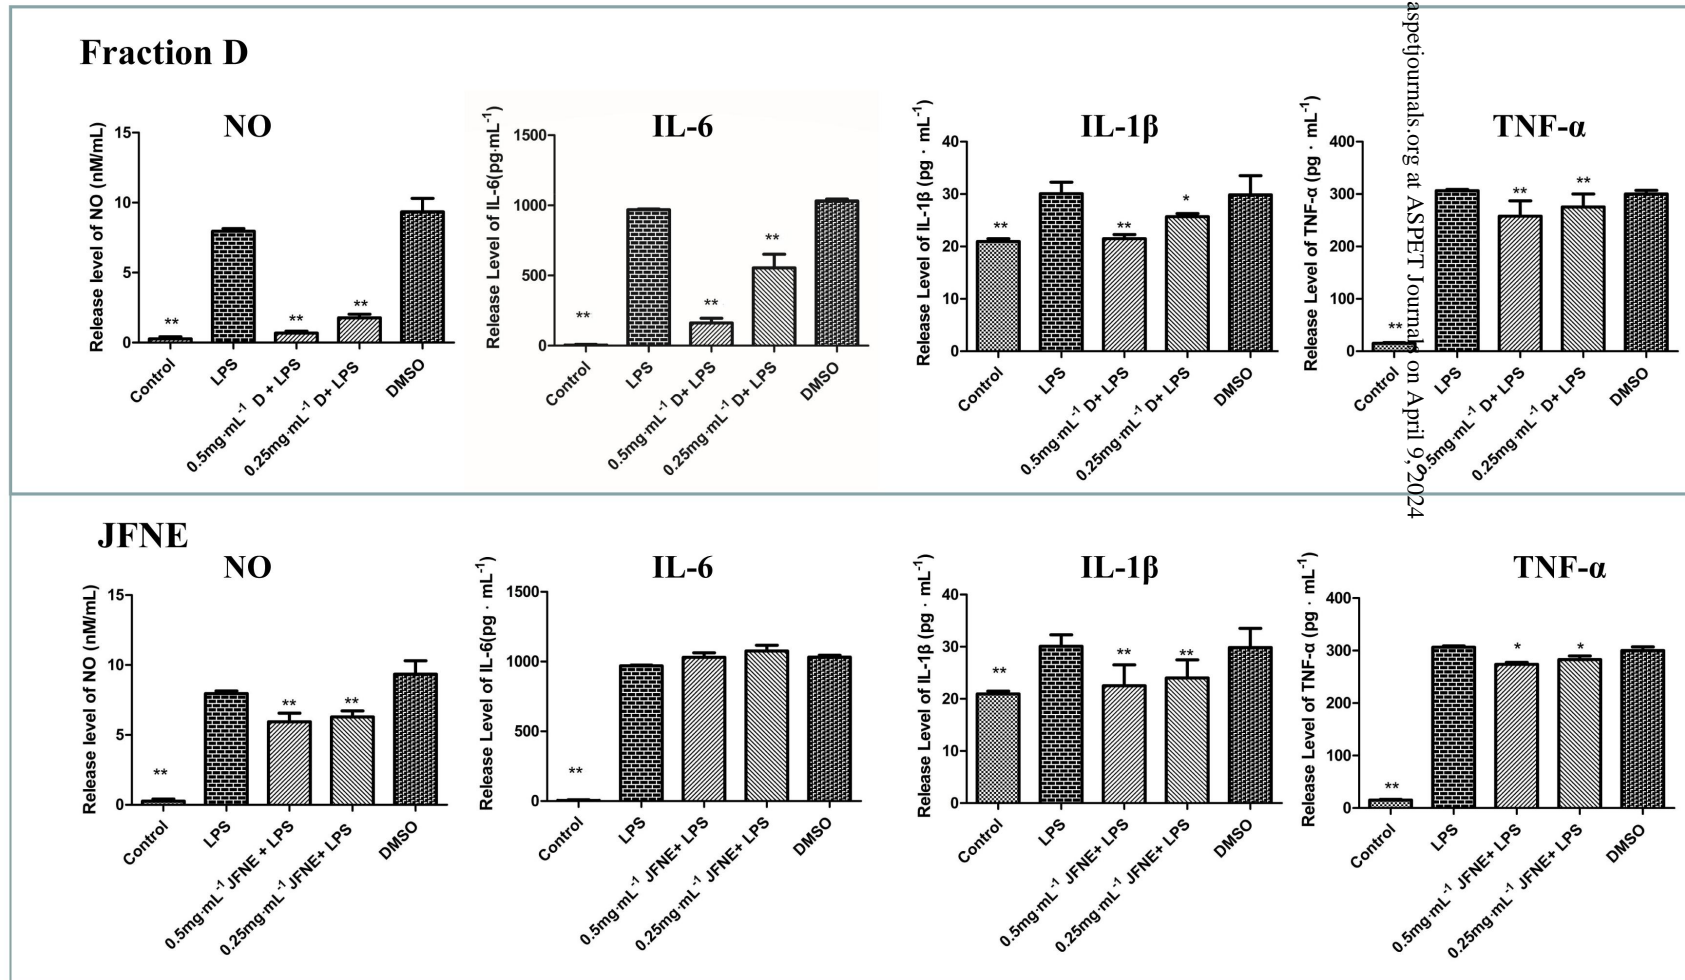 Fraction D
NO
Release level of NO (nM/mL)
15
10
5
0
**
**
**
Control
LPS
0.5mg·mL-1 D + LPS
0.25mg·mL-1 D+ LPS
DMSO
IL-6
Release Level of IL-6(pg·mL-1)
1500
1000
500
0
**
**
**
Control
LPS
0.5mg·mL-1 D+ LPS
0.25mg·mL-1 D+ LPS
DMSO
IL-1β
Release Level of IL-1β (pg · mL-1)
40
30
20
10
0
**
**
*
Control
LPS
0.5mg·mL-1 D+ LPS
0.25mg·mL-1 D+ LPS
DMSO
TNF-α
Release Level of TNF-α (pg · mL-1)
400
300
200
100
0
**
**
**
Control
LPS
0.5mg·mL-1 D+ LPS
0.25mg·mL-1 D+ LPS
DMSO
aspetjournals.org at ASPET Journals on April 9, 2024
JFNE
NO
Release level of NO (nM/mL)
15
10
5
0
**
**
**
Control
LPS
0.5mg·mL-1 JFNE + LPS
0.25mg·mL-1 JFNE+ LPS
DMSO
IL-6
Release Level of IL-6(pg · mL-1)
1500
1000
500
0
**
Control
LPS
0.5mg·mL-1 JFNE+ LPS
0.25mg·mL-1 JFNE+ LPS
DMSO
IL-1β
Release Level of IL-1β (pg · mL-1)
40
30
20
10
0
**
**
**
Control
LPS
0.5mg·mL-1 JFNE+ LPS
0.25mg·mL-1 JFNE+ LPS
DMSO
TNF-α
Release Level of TNF-α (pg · mL-1)
400
300
200
100
0
**
*
*
Control
LPS
0.5mg·mL-1 JFNE+ LPS
0.25mg·mL-1 JFNE+ LPS
DMSO